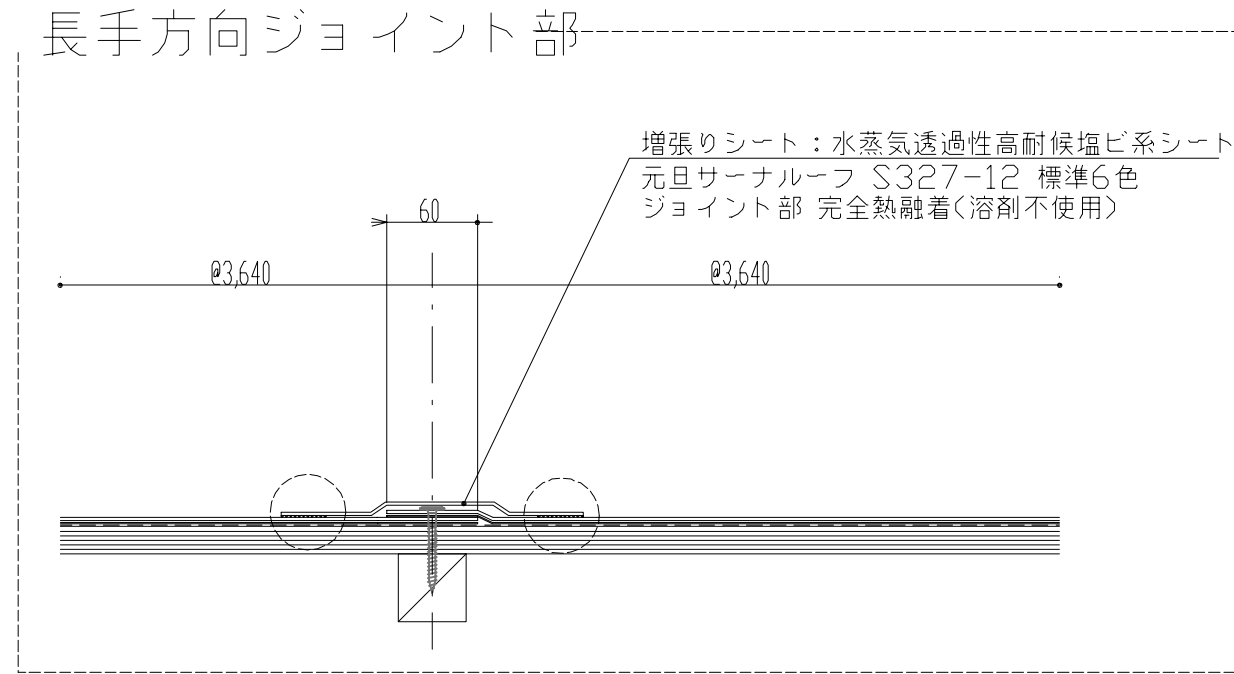 長手方向ジョイント部
増張りシート：水蒸気透過性高耐候塩ビ系シート
元旦サーナルーフ S327-12 標準6色
ジョイント部 完全熱融着(溶剤不使用)
60
@3,640
@3,640